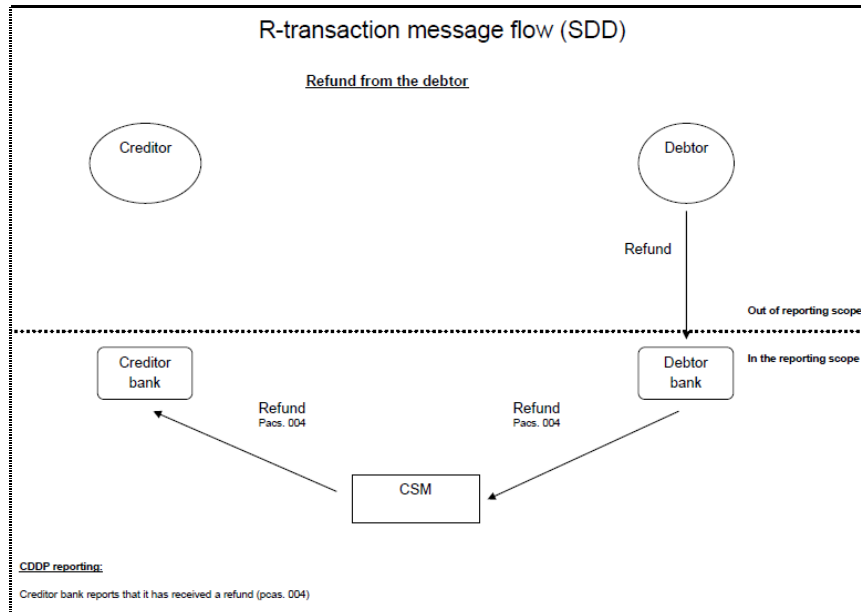 R-transaction message flow (SDD)
Refund from the debtor
Creditor
Debtor
Refund
Out of reporting scope
In the reporting scope
Creditor
bank
Debtor
bank
Refund
Pacs. 004
Refund
Pacs. 004
CSM
CDDP reporting:
Creditor bank reports that it has received a refund (pcas. 004)